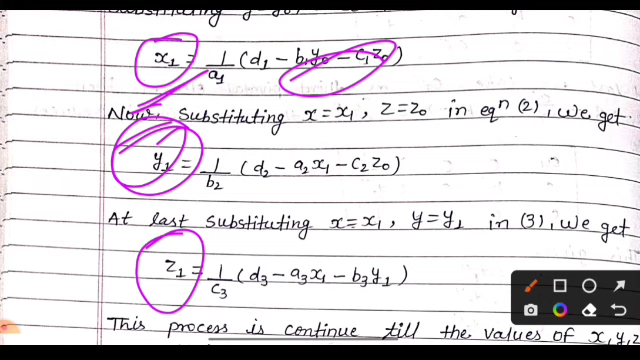 Substituting y=y0,
x1 = 1/a1 (d1 − b1y0 − c1z0)
Now, Substituting x=x1, z=z0 in eqn (2), we get
y1 = 1/b2 (d2 − a2x1 − c2z0)
At last substituting x=x1, y=y1 in (3), we get
z1 = 1/c3 (d3 − a3x1 − b3y1)
This process is continue till the values of x, y, z